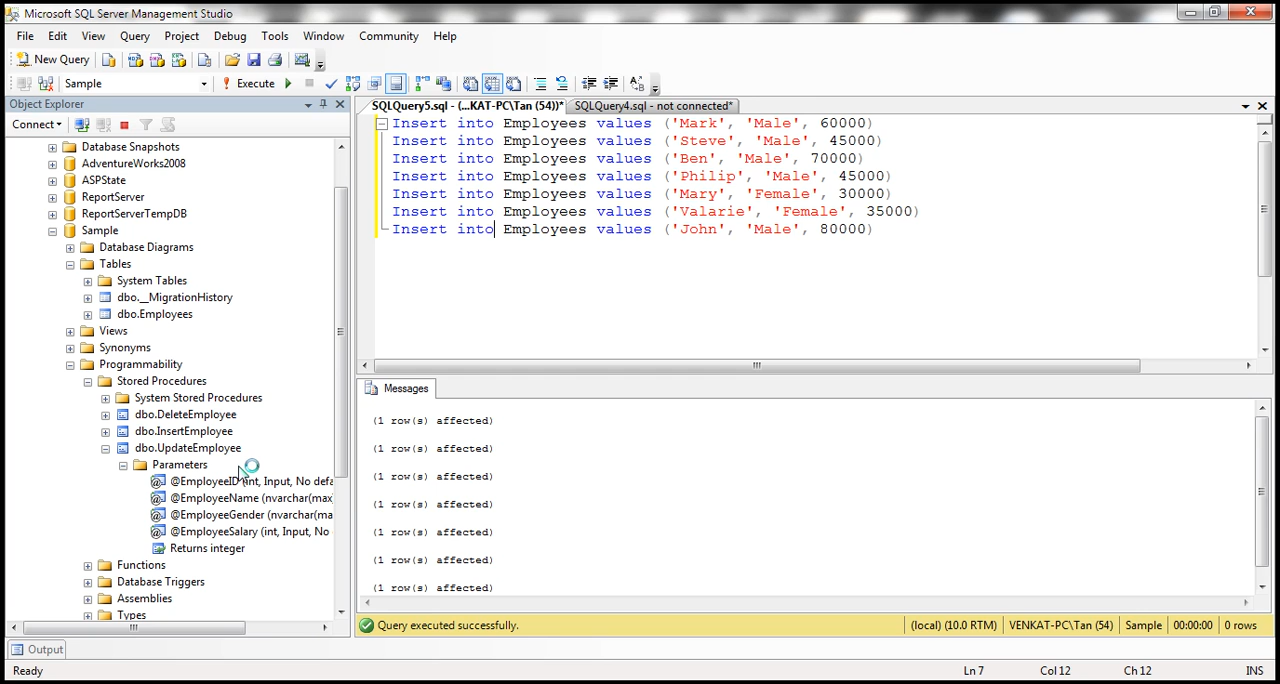 Microsoft SQL Server Management Studio
File Edit View Query Project Debug Tools Window Community Help
New Query
Sample Execute
Object Explorer
Connect
Database Snapshots
AdventureWorks2008
ASPState
ReportServer
ReportServerTempDB
Sample
Database Diagrams
Tables
System Tables
dbo.__MigrationHistory
dbo.Employees
Views
Synonyms
Programmability
Stored Procedures
System Stored Procedures
dbo.DeleteEmployee
dbo.InsertEmployee
dbo.UpdateEmployee
Parameters
@EmployeeID (int, Input, No defa
@EmployeeName (nvarchar(max
@EmployeeGender (nvarchar(ma
@EmployeeSalary (int, Input, No
Returns integer
Functions
Database Triggers
Assemblies
Types
SQLQuery5.sql - (...KAT-PC\Tan (54))* SQLQuery4.sql - not connected*
Insert into Employees values ('Mark', 'Male', 60000)
Insert into Employees values ('Steve', 'Male', 45000)
Insert into Employees values ('Ben', 'Male', 70000)
Insert into Employees values ('Philip', 'Male', 45000)
Insert into Employees values ('Mary', 'Female', 30000)
Insert into Employees values ('Valarie', 'Female', 35000)
Insert into Employees values ('John', 'Male', 80000)
Messages
(1 row(s) affected)
(1 row(s) affected)
(1 row(s) affected)
(1 row(s) affected)
(1 row(s) affected)
(1 row(s) affected)
(1 row(s) affected)
Query executed successfully. (local) (10.0 RTM) VENKAT-PC\Tan (54) Sample 00:00:00 0 rows
Output
Ready Ln 7 Col 12 Ch 12 INS